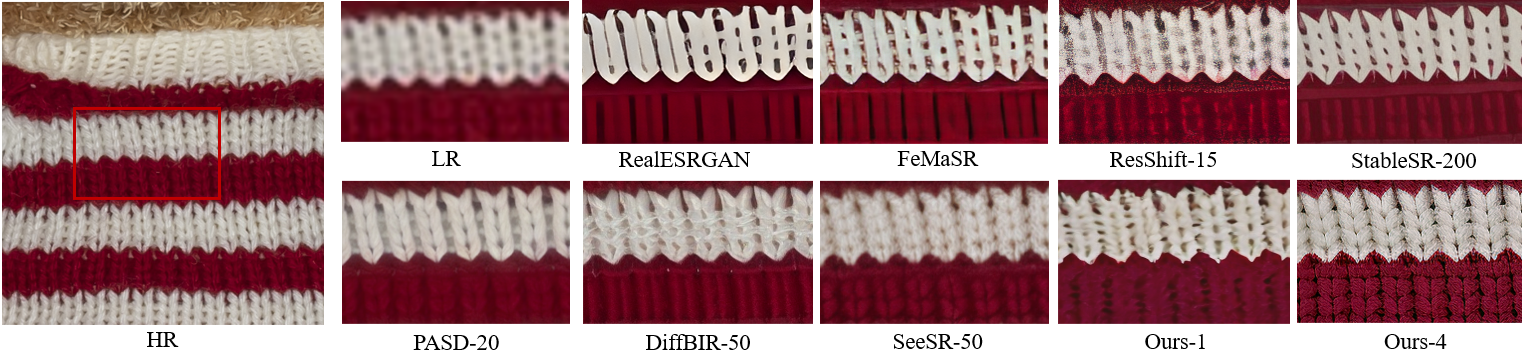 LR
RealESRGAN
FeMaSR
ResShift-15
StableSR-200
HR
PASD-20
DiffBIR-50
SeeSR-50
Ours-1
Ours-4